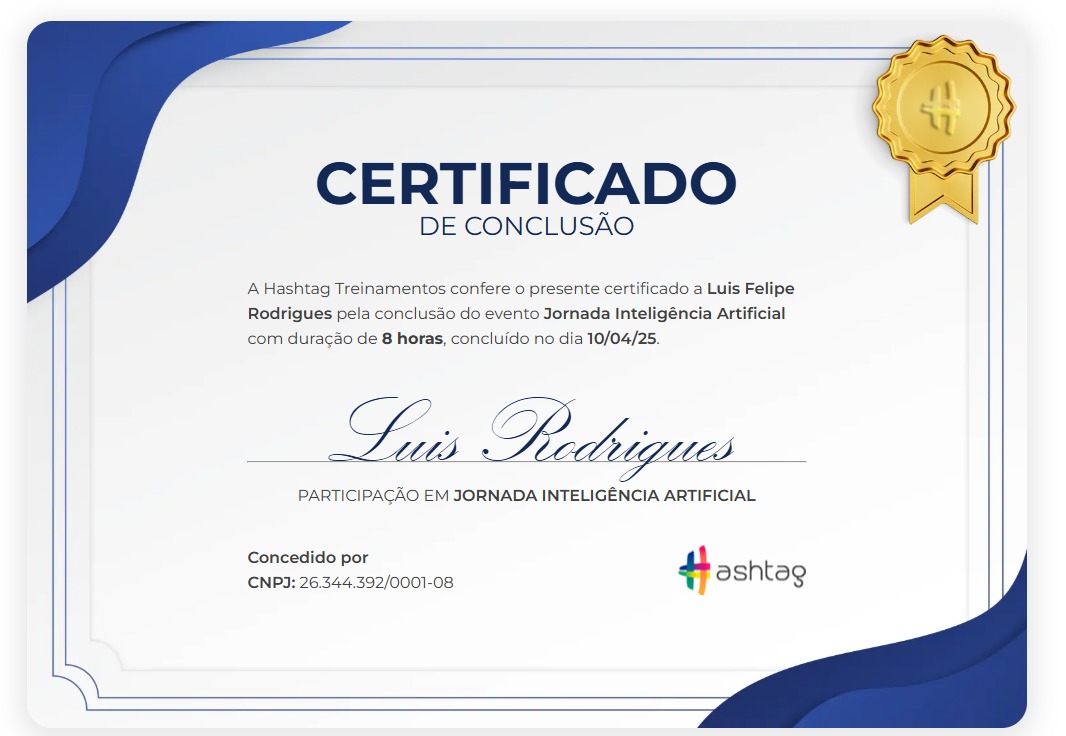 CERTIFICADO
DE CONCLUSÃO
A Hashtag Treinamentos confere o presente certificado a Luis Felipe
Rodrigues pela conclusão do evento Jornada Inteligência Artificial
com duração de 8 horas, concluído no dia 10/04/25.
Luis Rodrigues
PARTICIPAÇÃO EM JORNADA INTELIGÊNCIA ARTIFICIAL
Concedido por
CNPJ: 26.344.392/0001-08
Hashtag